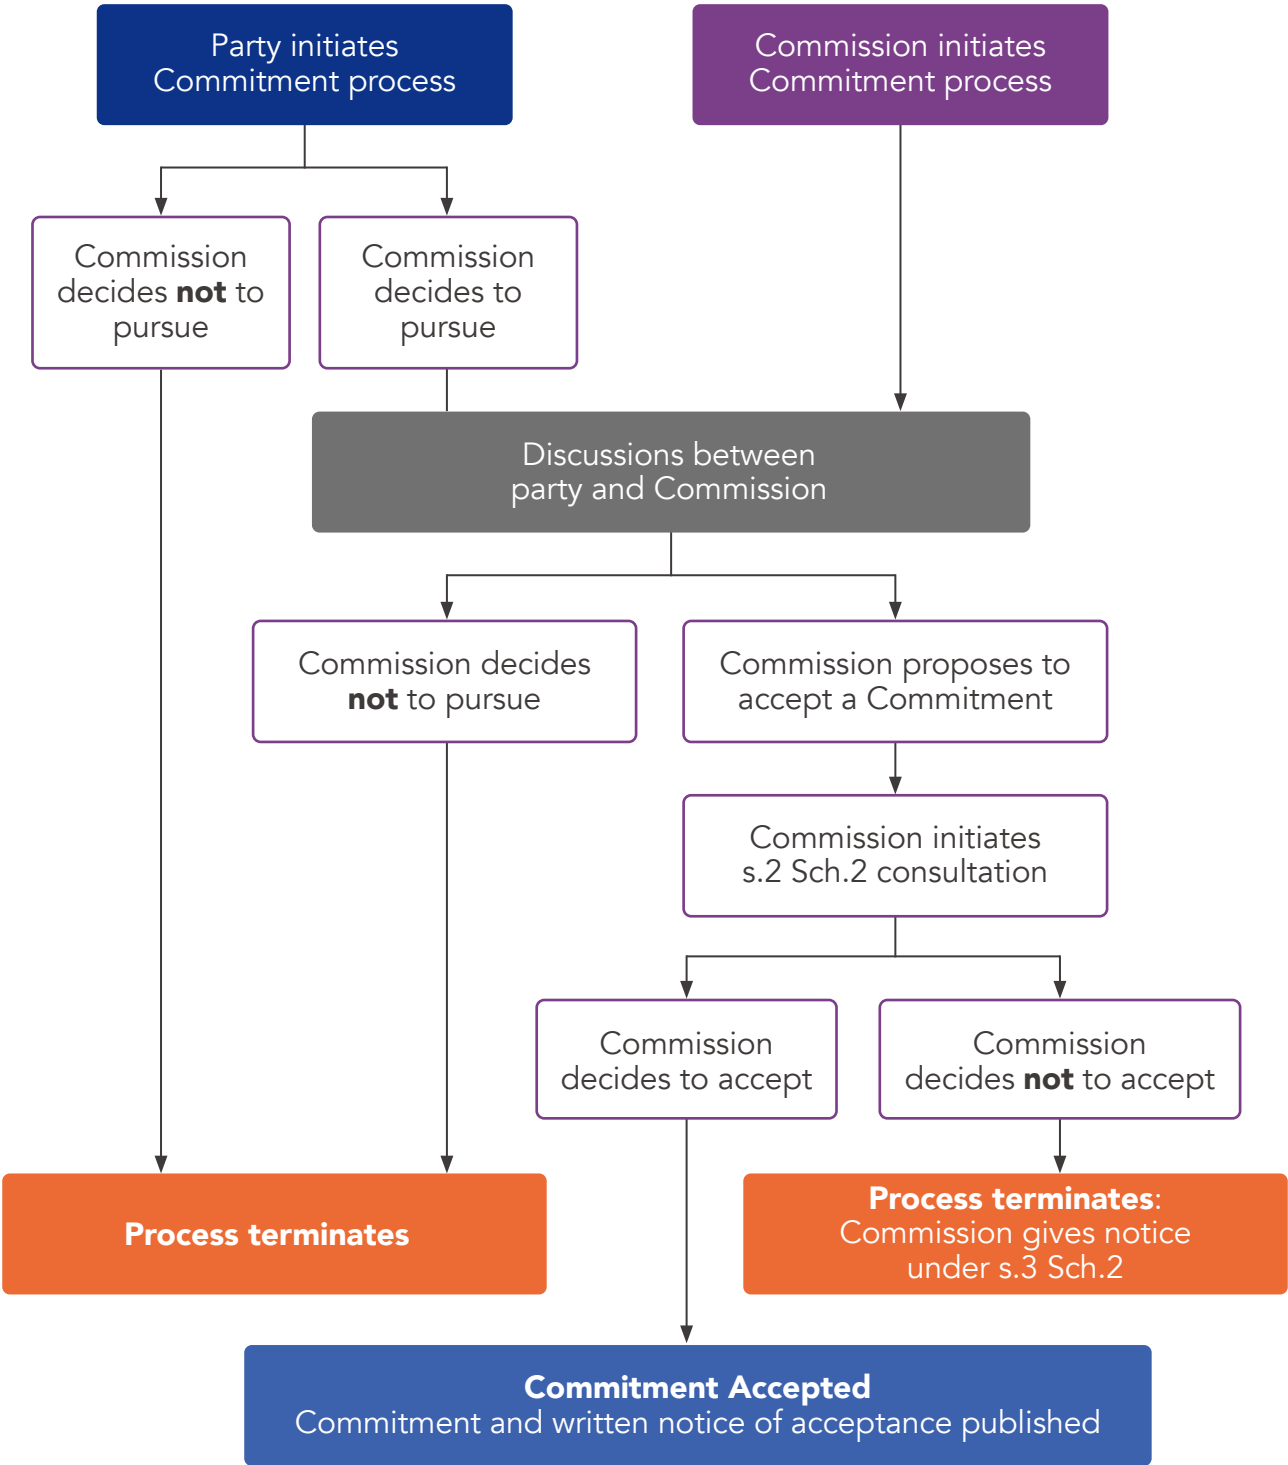 Party initiates
Commitment process
Commission initiates
Commitment process
Commission
decides not to
pursue
Commission
decides to
pursue
Discussions between
party and Commission
Commission decides
not to pursue
Commission proposes to
accept a Commitment
Commission initiates
s.2 Sch.2 consultation
Commission
decides to accept
Commission
decides not to accept
Process terminates
Process terminates:
Commission gives notice
under s.3 Sch.2
Commitment Accepted
Commitment and written notice of acceptance published